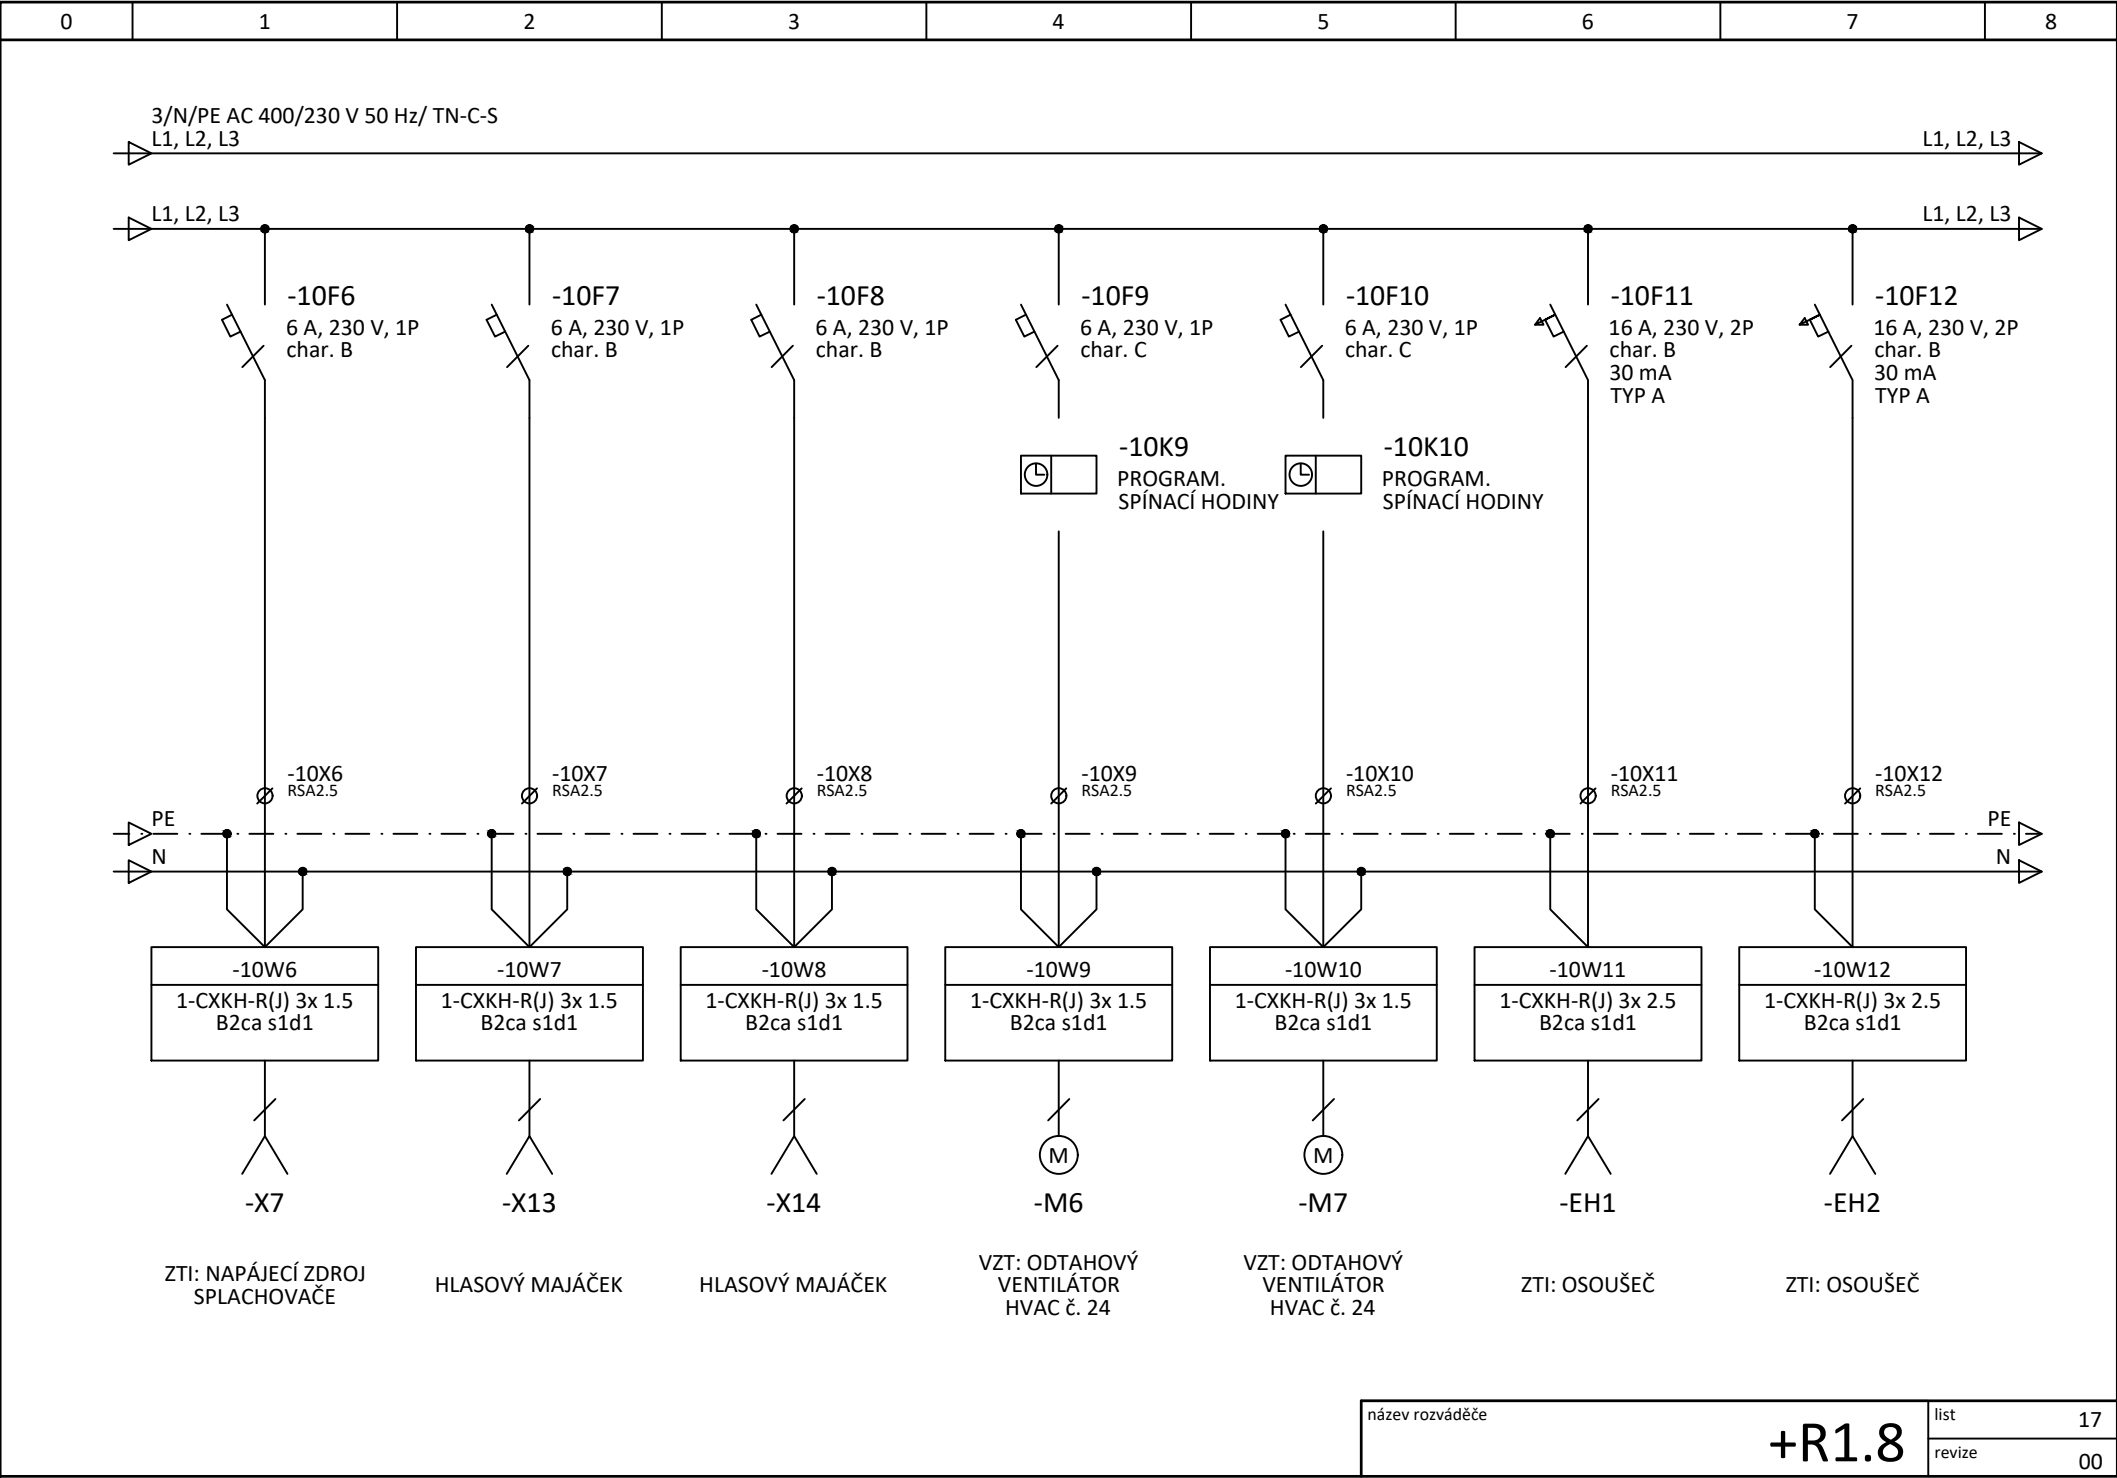 0 1 2 3 4 5 6 7 8
3/N/PE AC 400/230 V 50 Hz/ TN-C-S
L1, L2, L3 L1, L2, L3
L1, L2, L3 L1, L2, L3
-10F6
6 A, 230 V, 1P
char. B
-10F7
6 A, 230 V, 1P
char. B
-10F8
6 A, 230 V, 1P
char. B
-10F9
6 A, 230 V, 1P
char. C
-10F10
6 A, 230 V, 1P
char. C
-10F11
16 A, 230 V, 2P
char. B
30 mA
TYP A
-10F12
16 A, 230 V, 2P
char. B
30 mA
TYP A
-10K9
PROGRAM.
SPÍNACÍ HODINY
-10K10
PROGRAM.
SPÍNACÍ HODINY
-10X6
RSA2.5
-10X7
RSA2.5
-10X8
RSA2.5
-10X9
RSA2.5
-10X10
RSA2.5
-10X11
RSA2.5
-10X12
RSA2.5
PE PE
N N
-10W6
1-CXKH-R(J) 3x 1.5
B2ca s1d1
-10W7
1-CXKH-R(J) 3x 1.5
B2ca s1d1
-10W8
1-CXKH-R(J) 3x 1.5
B2ca s1d1
-10W9
1-CXKH-R(J) 3x 1.5
B2ca s1d1
-10W10
1-CXKH-R(J) 3x 1.5
B2ca s1d1
-10W11
1-CXKH-R(J) 3x 2.5
B2ca s1d1
-10W12
1-CXKH-R(J) 3x 2.5
B2ca s1d1
M M
-X7 -X13 -X14 -M6 -M7 -EH1 -EH2
ZTI: NAPÁJECÍ ZDROJ
SPLACHOVAČE
HLASOVÝ MAJÁČEK
HLASOVÝ MAJÁČEK
VZT: ODTAHOVÝ
VENTILÁTOR
HVAC č. 24
VZT: ODTAHOVÝ
VENTILÁTOR
HVAC č. 24
ZTI: OSOUŠEČ
ZTI: OSOUŠEČ
název rozváděče
+R1.8
list 17
revize 00